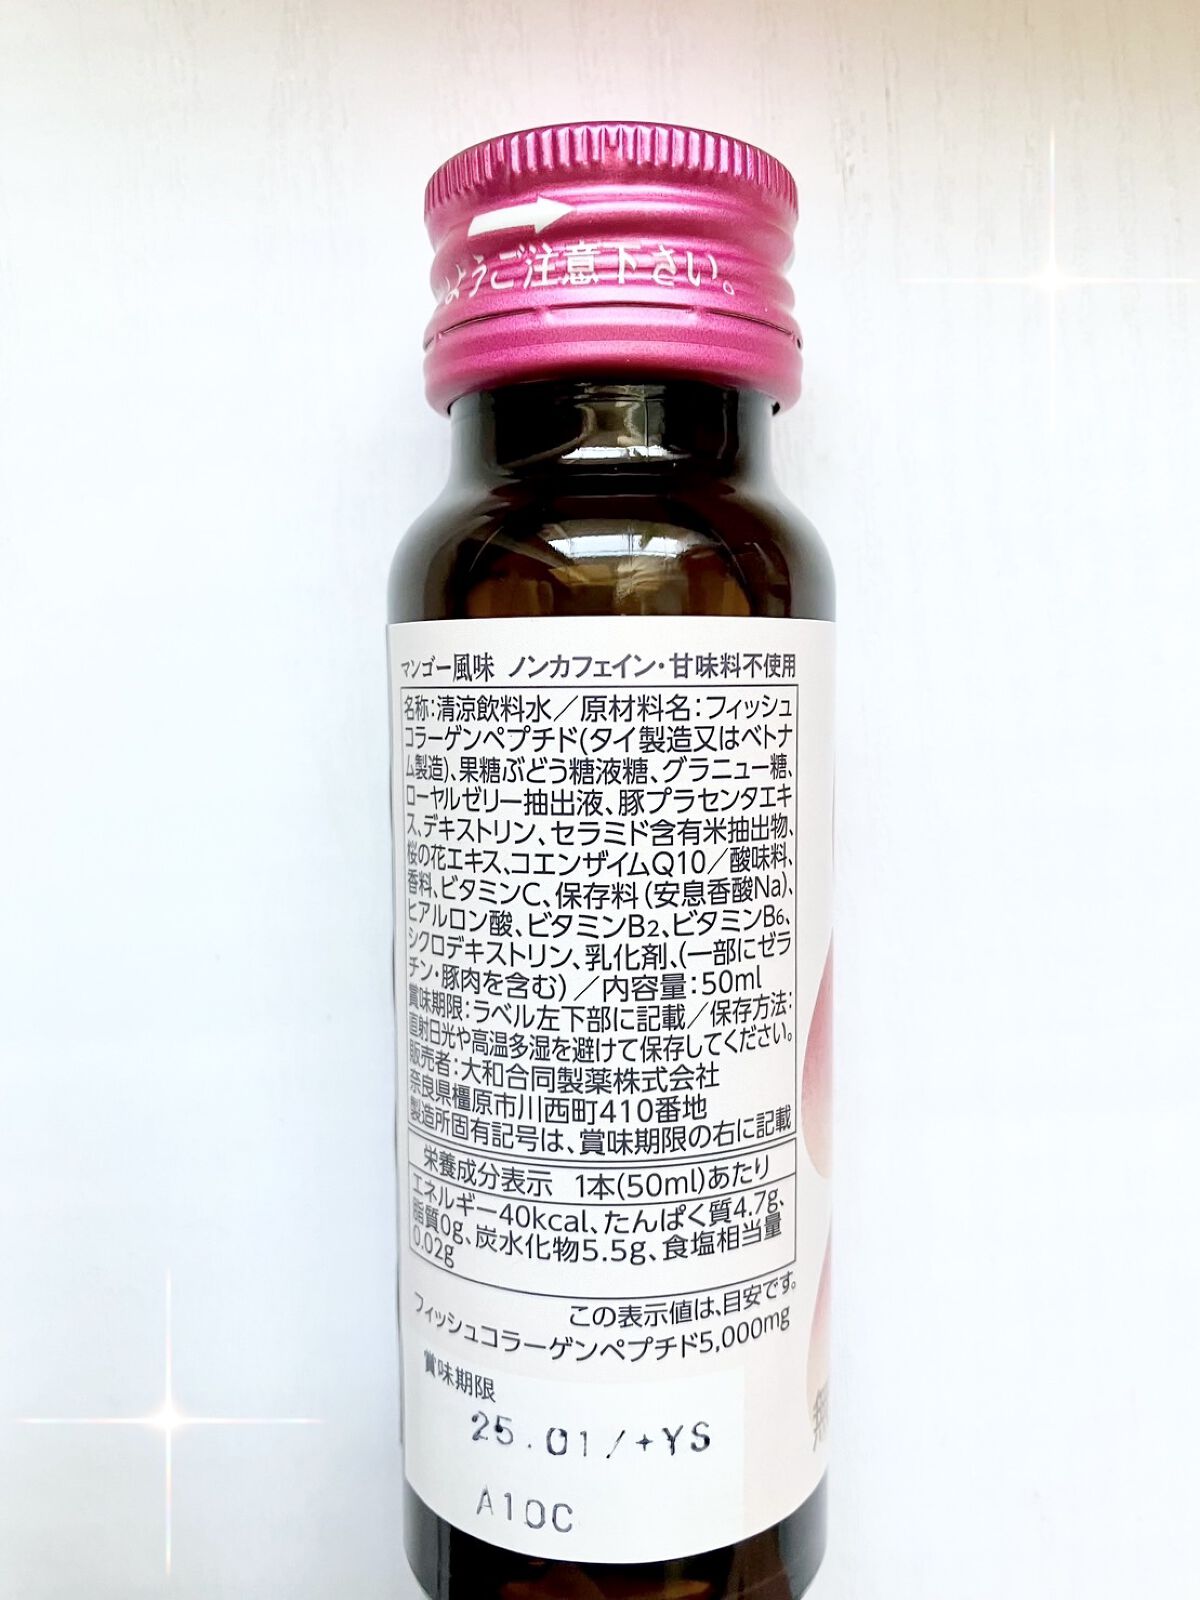 ようご注意下さい。
マンゴー風味 ノンカフェイン・甘味料不使用
名称：清涼飲料水／原材料名：フィッシュ
コラーゲンペプチド(タイ製造又はベトナ
ム製造)、果糖ぶどう糖液糖、グラニュー糖、
ローヤルゼリー抽出液、豚プラセンタエキ
ス、デキストリン、セラミド含有米抽出物、
桜の花エキス、コエンザイムQ10／酸味料、
香料、ビタミンC、保存料(安息香酸Na)、
ヒアルロン酸、ビタミンB₂、ビタミンB₆、
シクロデキストリン、乳化剤、(一部にゼラ
チン・豚肉を含む)／内容量：50ml
賞味期限：ラベル左下部に記載／保存方法：
直射日光や高温多湿を避けて保存してください。
販売者：大和合同製薬株式会社
奈良県橿原市川西町410番地
製造所固有記号は、賞味期限の右に記載
栄養成分表示 1本(50ml)あたり
エネルギー40kcal、たんぱく質4.7g、
脂質0g、炭水化物5.5g、食塩相当量
0.02g
この表示値は、目安です。
フィッシュコラーゲンペプチド5,000mg
賞味期限
25.01/+YS
A10C